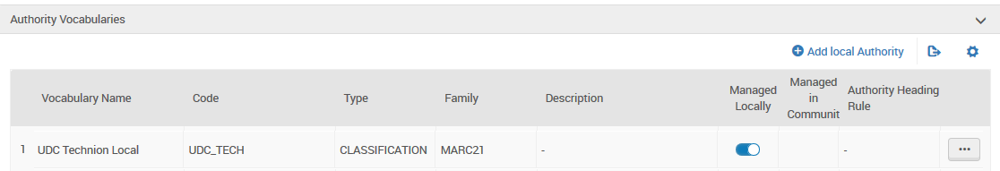 Authority Vocabularies
Add local Authority
Vocabulary Name Code Type Family Description Managed Locally Managed in Communit Authority Heading Rule
1 UDC Technion Local UDC_TECH CLASSIFICATION MARC21 - -